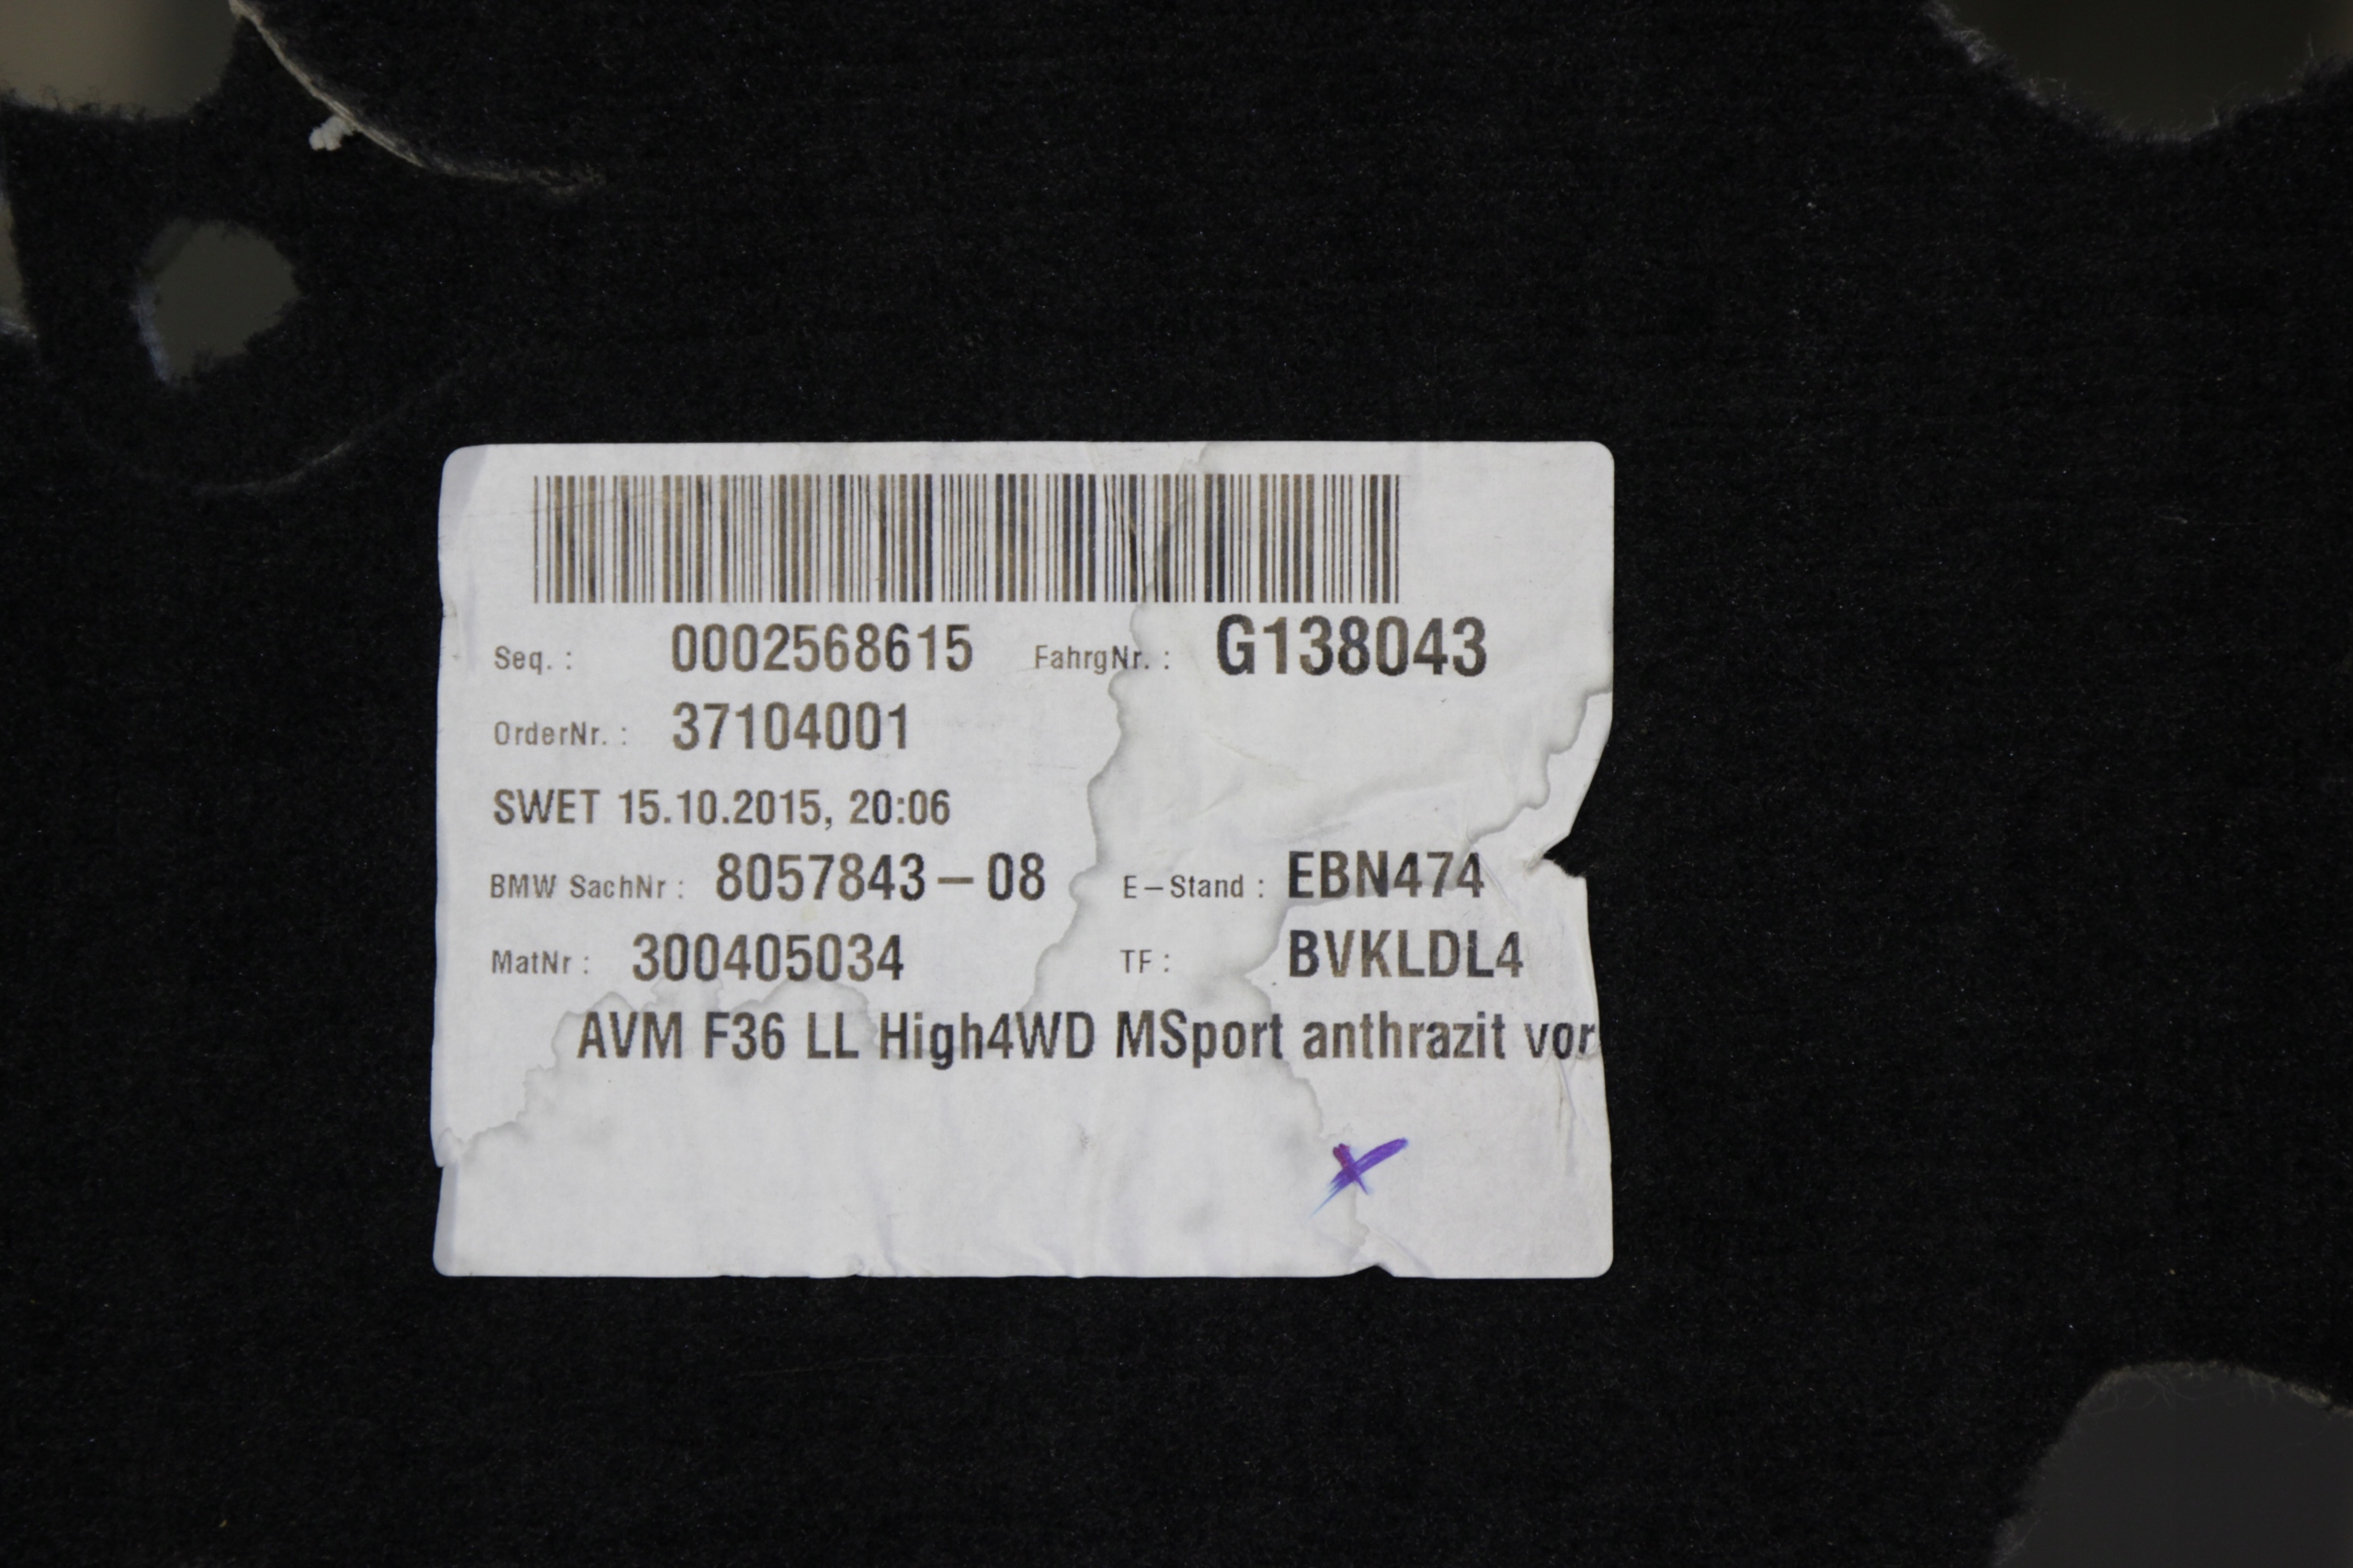 Seq. : 0002568615 FahrgNr. : G138043
OrderNr. : 37104001
SWET 15.10.2015, 20:06
BMW SachNr : 8057843-08 E-Stand : EBN474
MatNr : 300405034 TF : BVKLDL4
AVM F36 LL High4WD MSport anthrazit vor